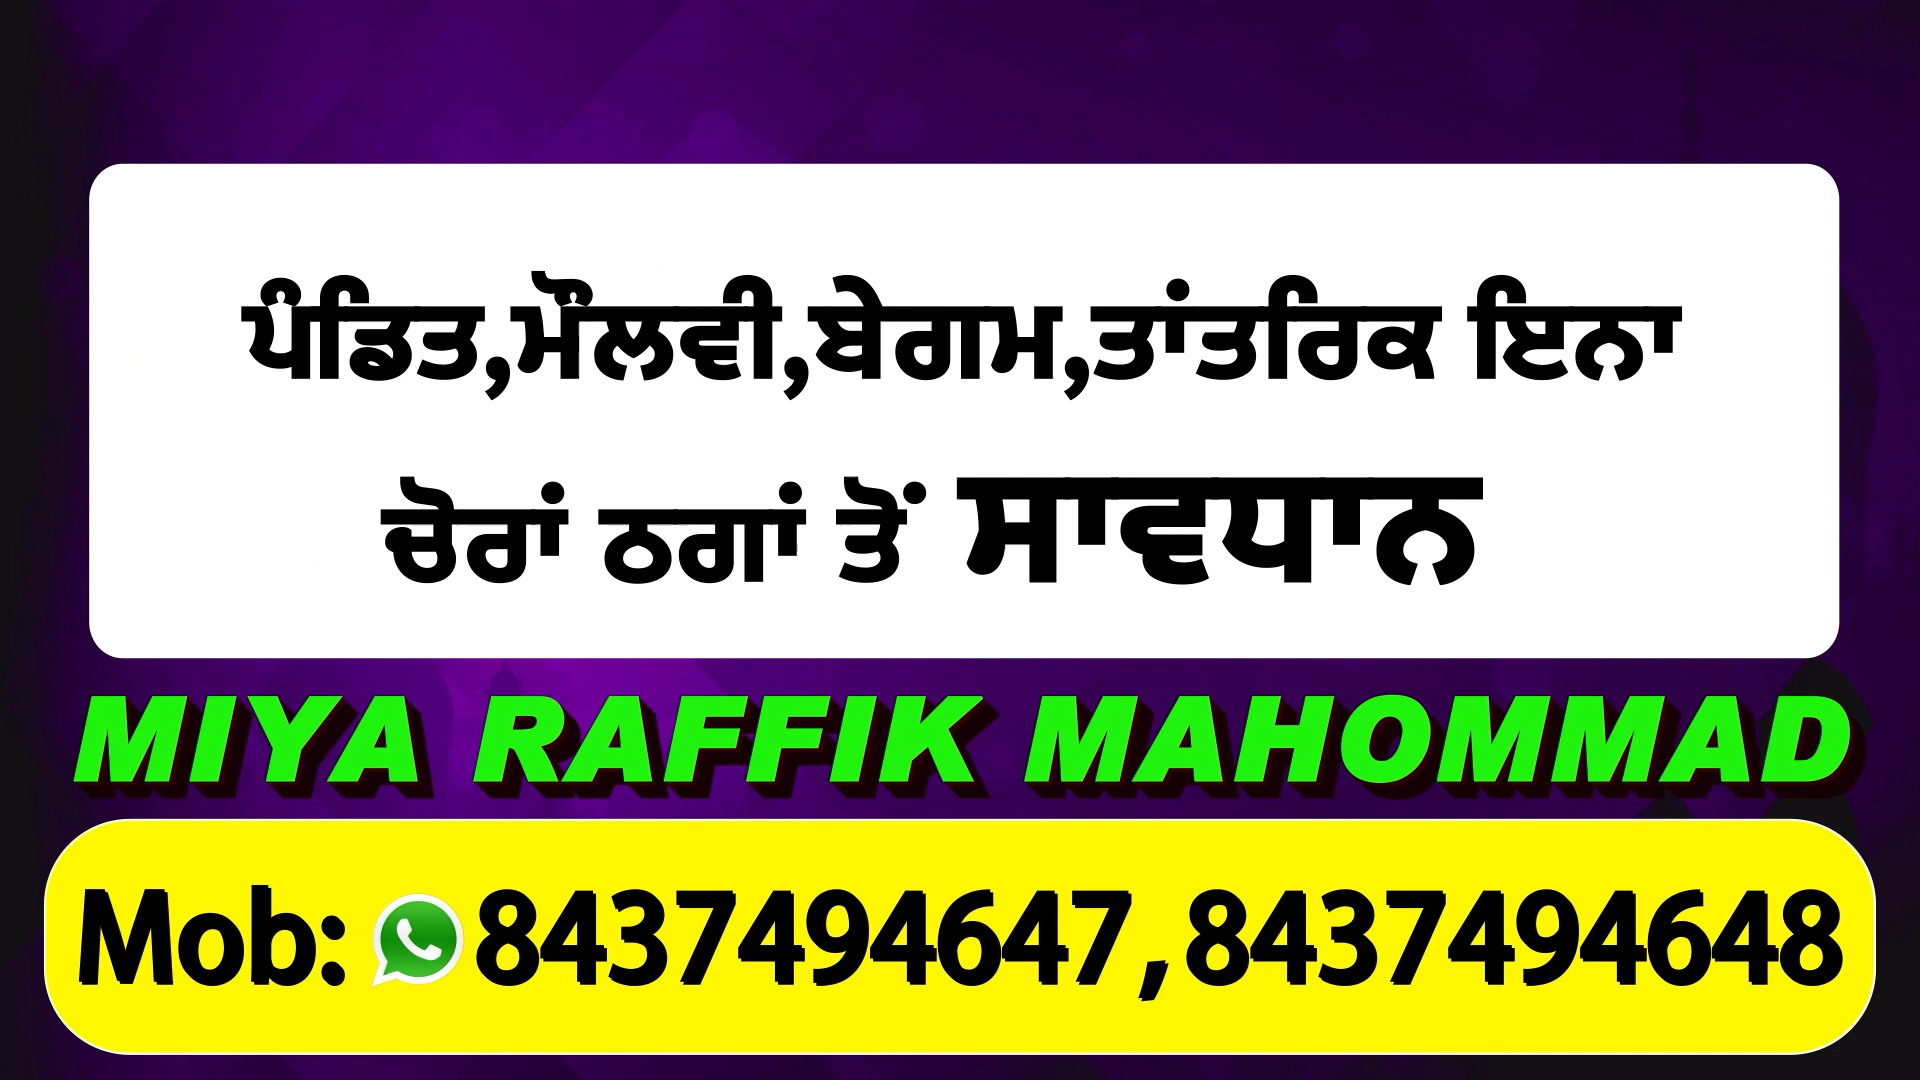 ਪੰਡਿਤ,ਮੌਲਵੀ,ਬੇਗਮ,ਤਾਂਤਰਿਕ ਇਨਾ
ਚੋਰਾਂ ਠਗਾਂ ਤੋਂ ਸਾਵਧਾਨ
MIYA RAFFIK MAHOMMAD
Mob: 8437494647,8437494648